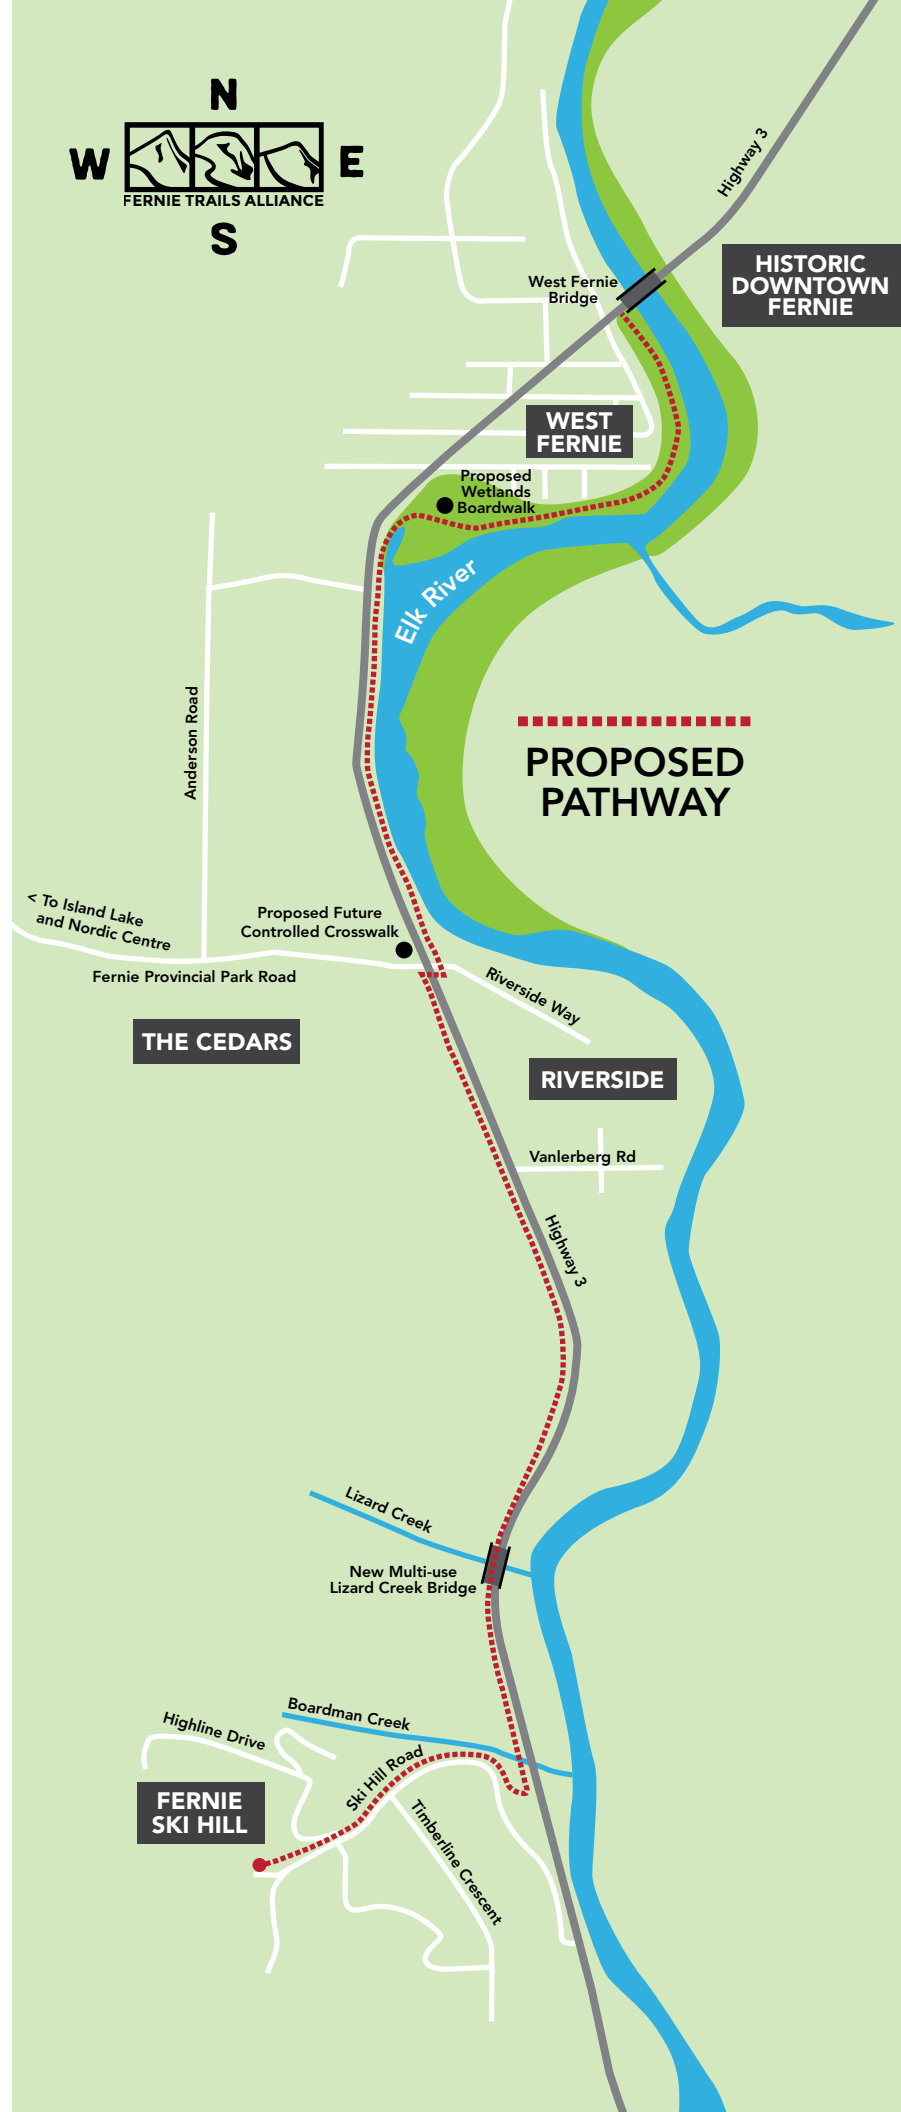 N
W
E
FERNIE TRAILS ALLIANCE
S
Highway 3
HISTORIC
DOWNTOWN
FERNIE
West Fernie
Bridge
WEST
FERNIE
Proposed
Wetlands
Boardwalk
Elk River
Anderson Road
PROPOSED
PATHWAY
< To Island Lake
and Nordic Centre
Proposed Future
Controlled Crosswalk
Fernie Provincial Park Road
Riverside Way
THE CEDARS
RIVERSIDE
Vanlerberg Rd
Highway 3
Lizard Creek
New Multi-use
Lizard Creek Bridge
Boardman Creek
Highline Drive
Ski Hill Road
FERNIE
SKI HILL
Timberline Crescent